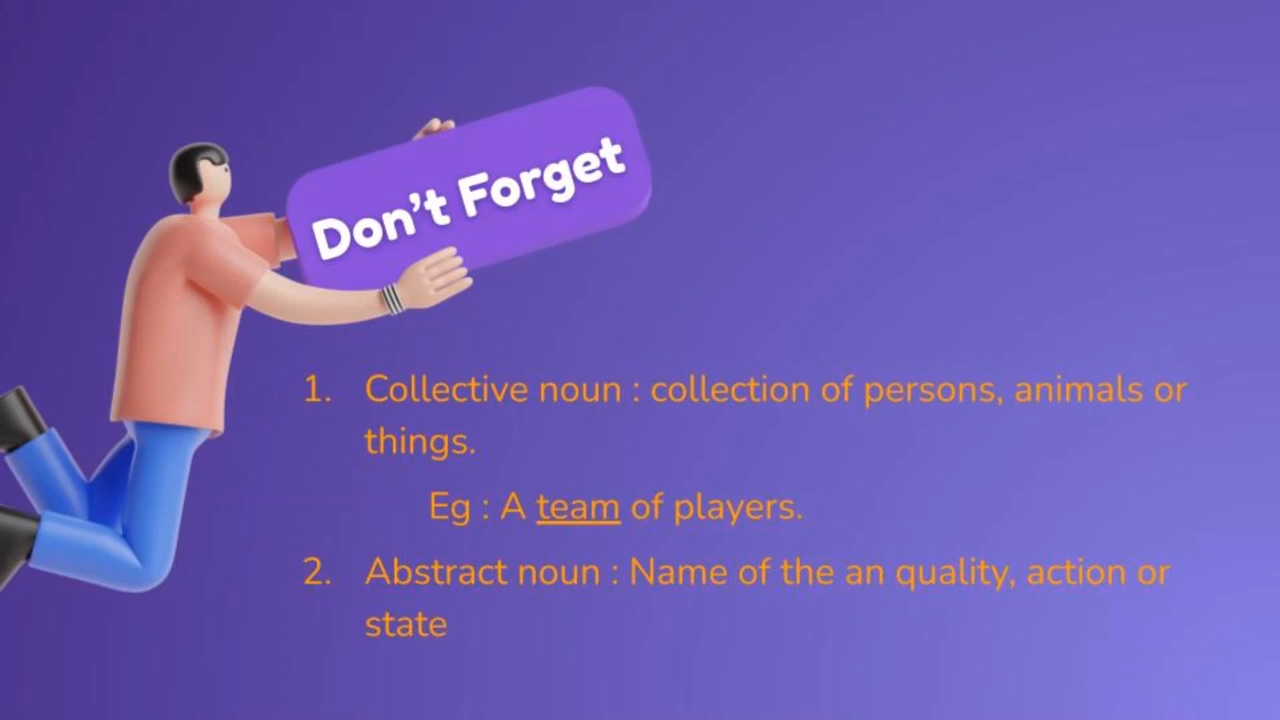 Don't Forget
1. Collective noun : collection of persons, animals or
things.
Eg : A team of players.
2. Abstract noun : Name of the an quality, action or
state